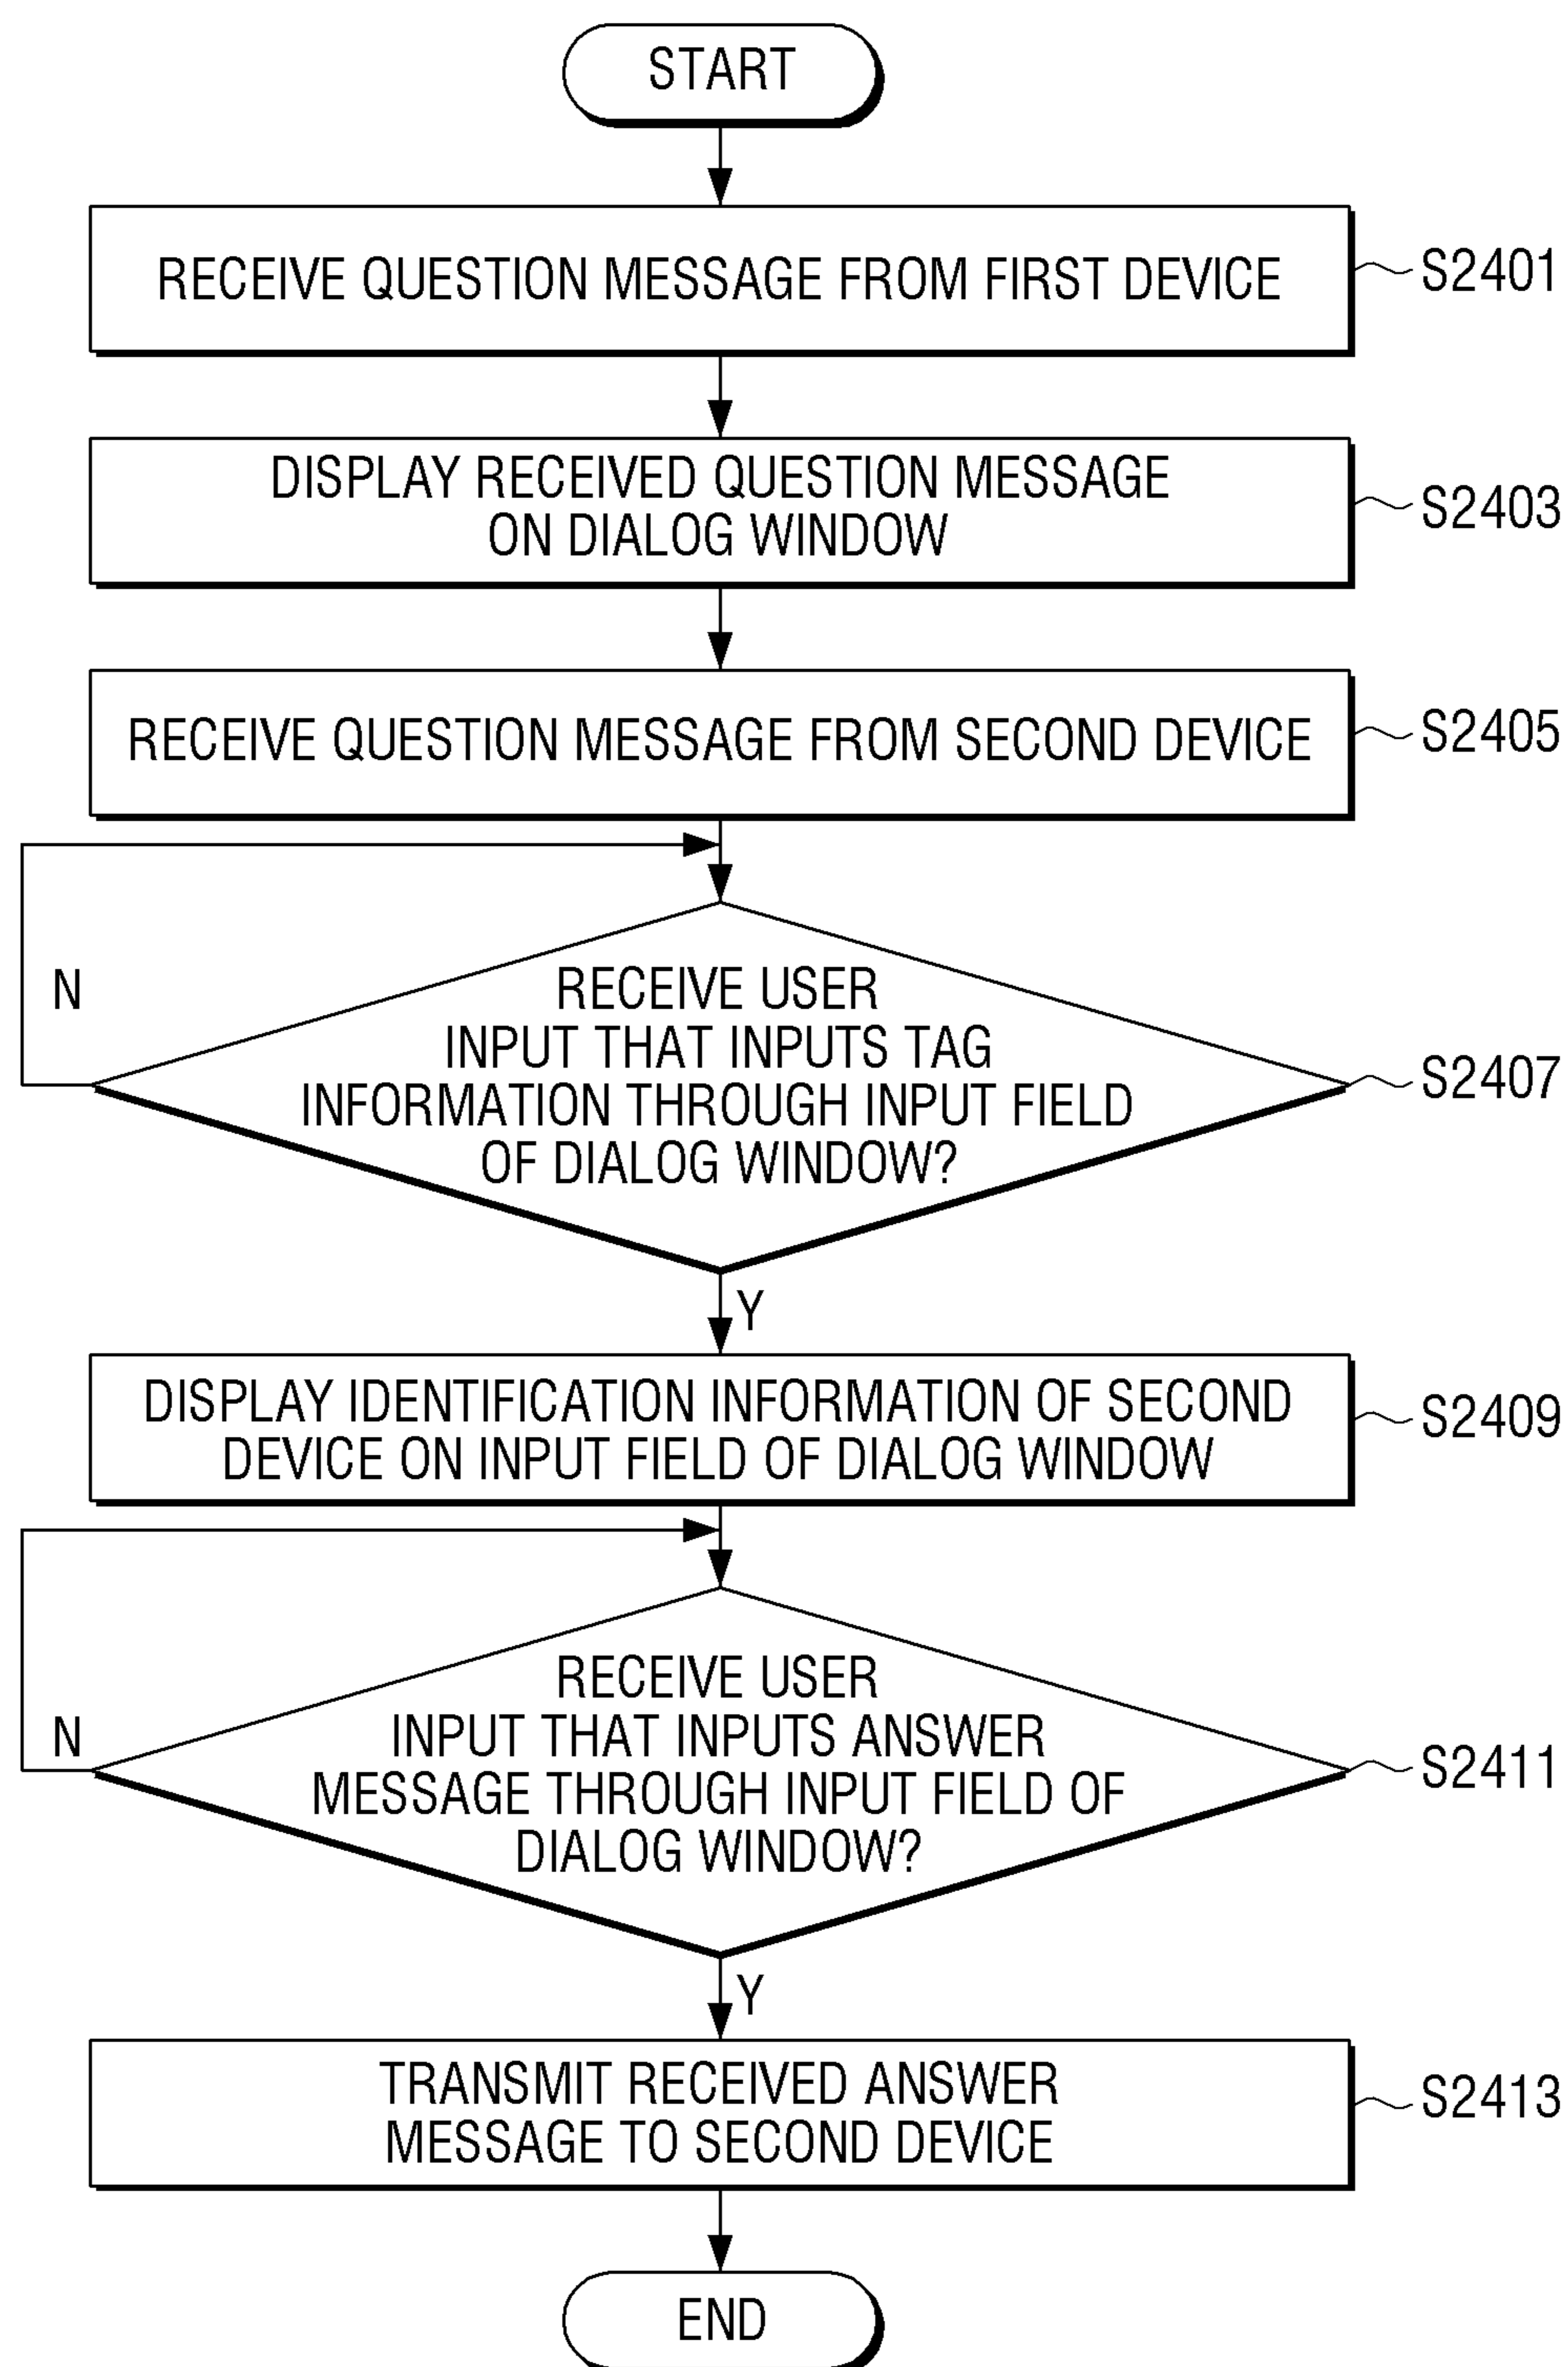 START
RECEIVE QUESTION MESSAGE FROM FIRST DEVICE
S2401
DISPLAY RECEIVED QUESTION MESSAGE
ON DIALOG WINDOW
S2403
RECEIVE QUESTION MESSAGE FROM SECOND DEVICE
S2405
N
RECEIVE USER
INPUT THAT INPUTS TAG
INFORMATION THROUGH INPUT FIELD
OF DIALOG WINDOW?
S2407
Y
DISPLAY IDENTIFICATION INFORMATION OF SECOND
DEVICE ON INPUT FIELD OF DIALOG WINDOW
S2409
N
RECEIVE USER
INPUT THAT INPUTS ANSWER
MESSAGE THROUGH INPUT FIELD OF
DIALOG WINDOW?
S2411
Y
TRANSMIT RECEIVED ANSWER
MESSAGE TO SECOND DEVICE
S2413
END